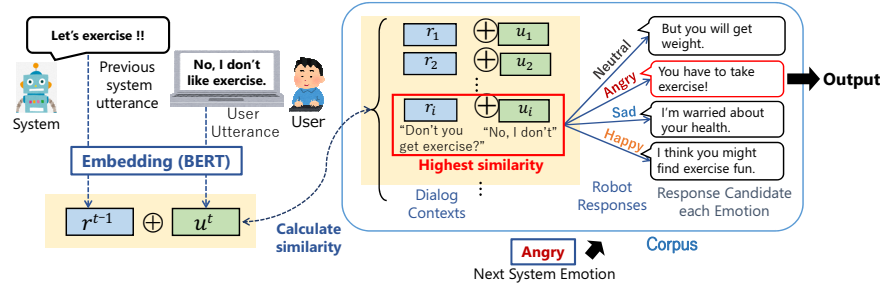 Let's exercise !!
Previous
system
utterance
System
No, I don't
like exercise.
User
Utterance
User
Embedding (BERT)
r^{t-1} ⊕ u^t
Calculate
similarity
r_1 ⊕ u_1
r_2 ⊕ u_2
⋮
r_i ⊕ u_i
"Don't you
get exercise?"
"No, I don't"
Highest similarity
⋮
Dialog
Contexts
Neutral
Angry
Sad
Happy
Robot
Responses
But you will get
weight.
You have to take
exercise!
I'm warried about
your health.
I think you might
find exercise fun.
Response Candidate
each Emotion
Output
Corpus
Angry
Next System Emotion